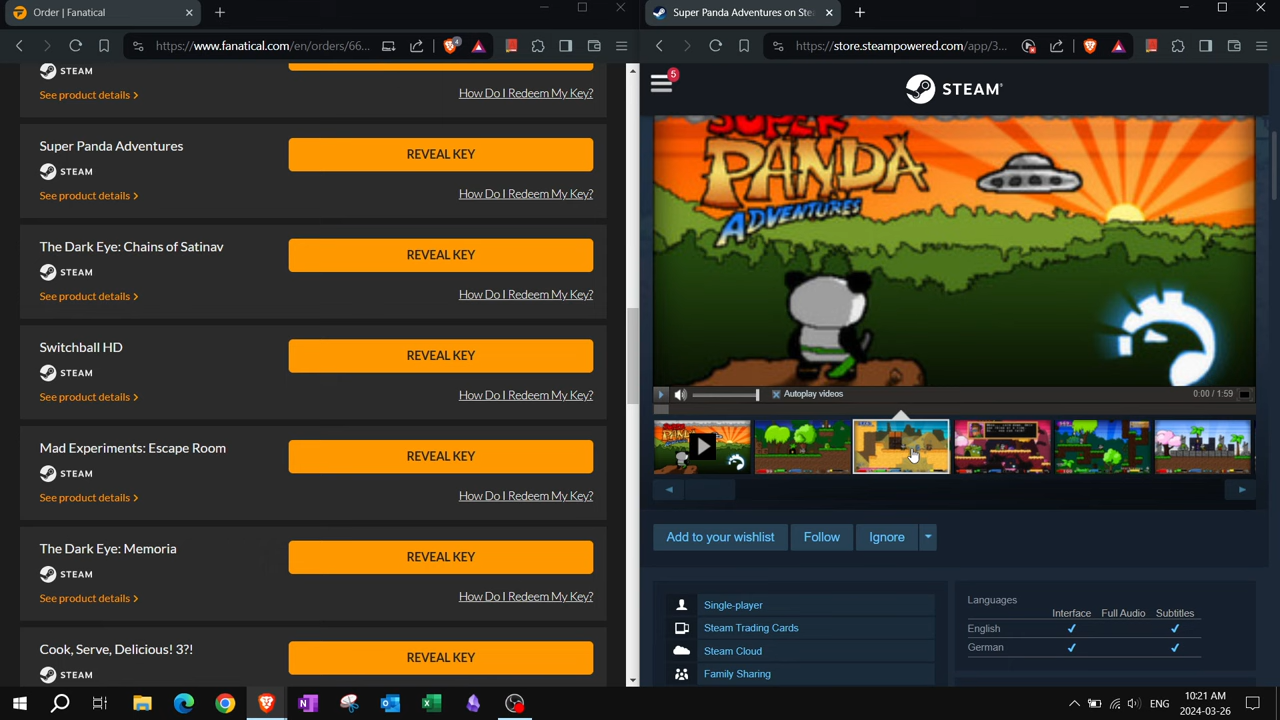 Order | Fanatical
https://www.fanatical.com/en/orders/66...
4
STEAM
See product details >
How Do I Redeem My Key?
Super Panda Adventures
STEAM
See product details >
REVEAL KEY
How Do I Redeem My Key?
The Dark Eye: Chains of Satinav
STEAM
See product details >
REVEAL KEY
How Do I Redeem My Key?
Switchball HD
STEAM
See product details >
REVEAL KEY
How Do I Redeem My Key?
Mad Experiments: Escape Room
STEAM
See product details >
REVEAL KEY
How Do I Redeem My Key?
The Dark Eye: Memoria
STEAM
See product details >
REVEAL KEY
How Do I Redeem My Key?
Cook, Serve, Delicious! 3?!
STEAM
REVEAL KEY
Super Panda Adventures on Ste
https://store.steampowered.com/app/3...
5
STEAM®
SUPER
PANDA
ADVENTURES
Autoplay videos
0:00 / 1:59
Add to your wishlist
Follow
Ignore
Single-player
Steam Trading Cards
Steam Cloud
Family Sharing
Languages
Interface Full Audio Subtitles
English ✔ ✔
German ✔ ✔
ENG
10:21 AM
2024-03-26